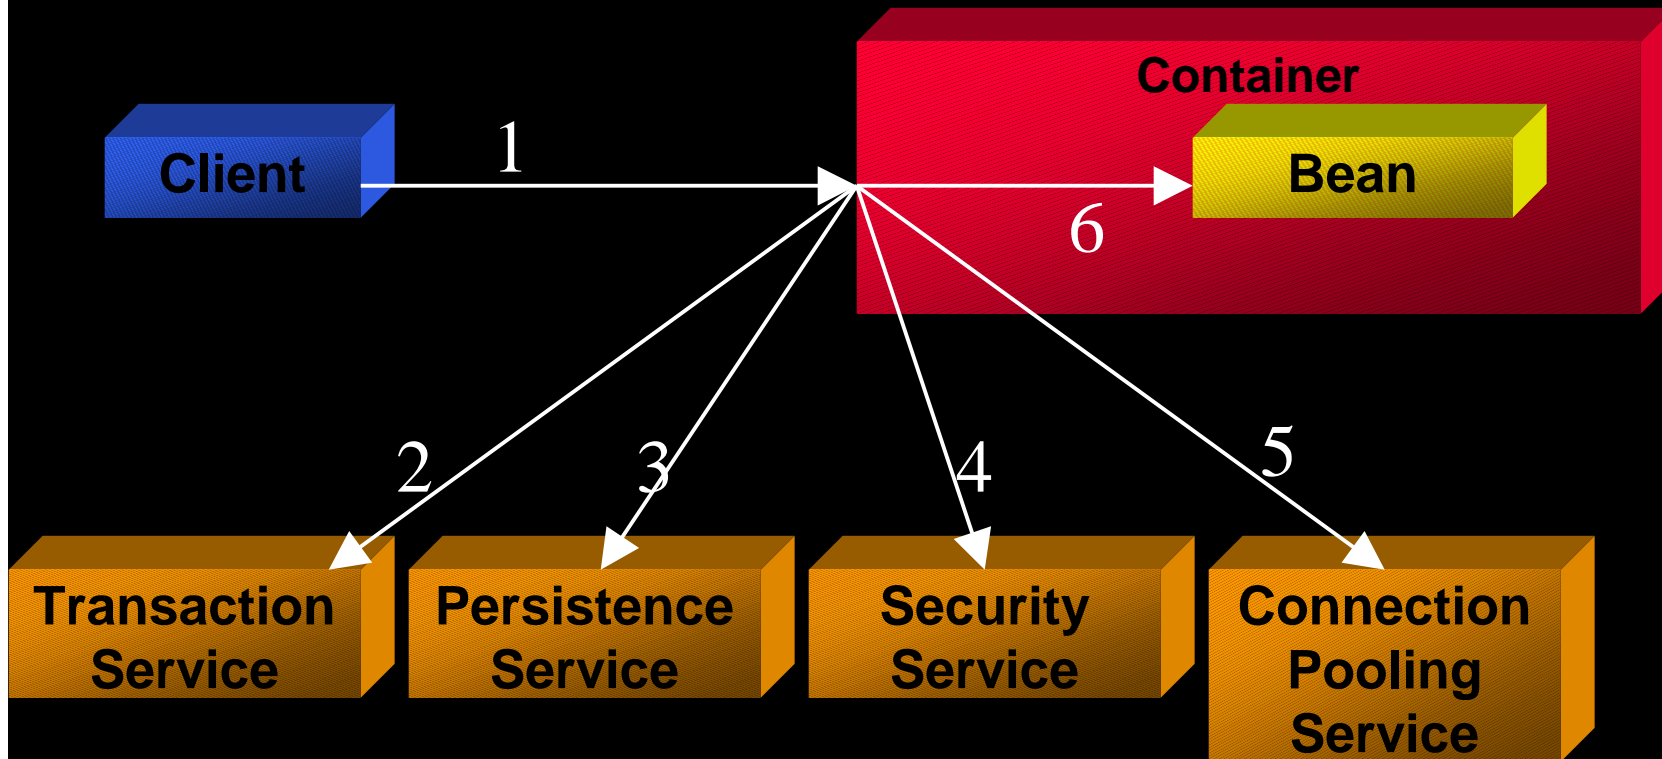 Container
Client
1
Bean
6
2
3
4
5
Transaction
Service
Persistence
Service
Security
Service
Connection
Pooling
Service